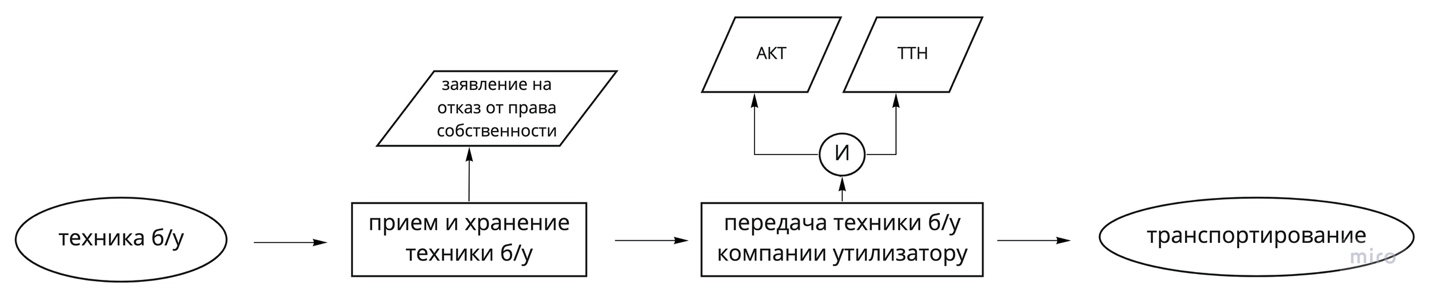 АКТ
ТТН
заявление на
отказ от права
собственности
И
техника б/у
прием и хранение
техники б/у
передача техники б/у
компании утилизатору
транспортирование
miro